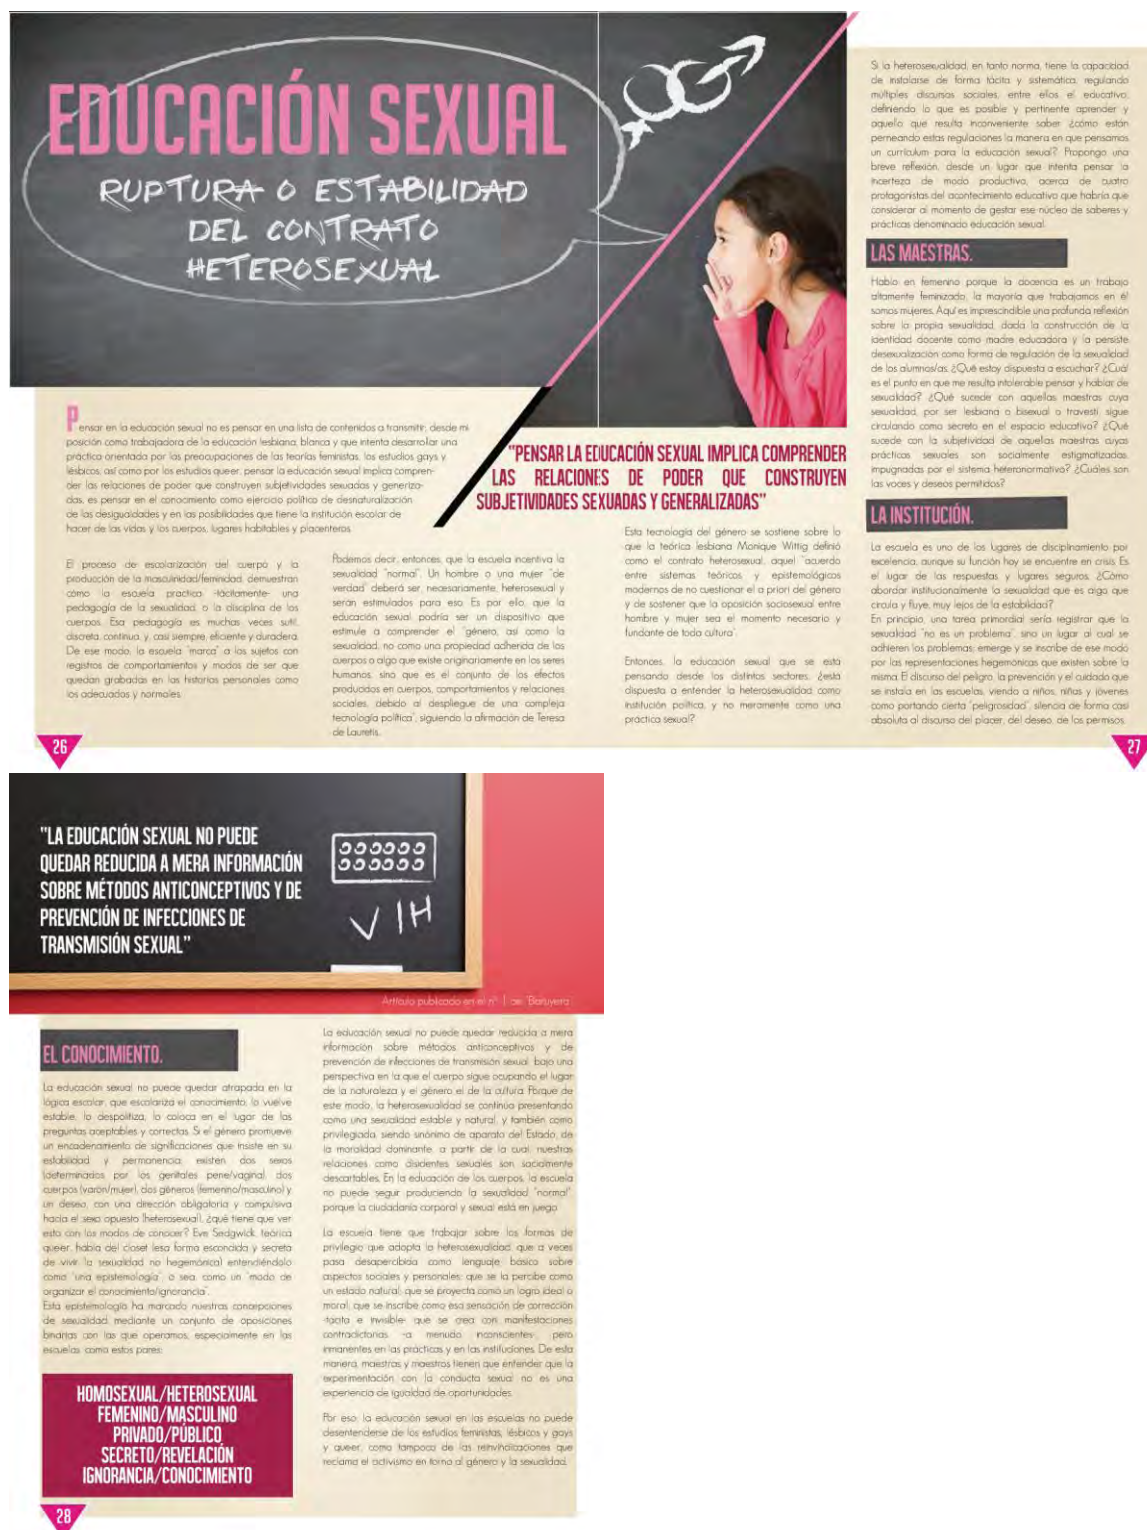 EDUCACIÓN SEXUAL
RUPTURA O ESTABILIDAD
DEL CONTRATO
HETEROSEXUAL
Pensar en la educación sexual no es pensar en una lista de contenidos a transmitir, desde mi
posición como trabajadora de la educación lesbiana, blanca y que intenta desarrollar una
práctica orientada por las preocupaciones de las teorías feministas, los estudios gays y
lésbicos, así como por los estudios queer, pensar la educación sexual implica compren-
der las relaciones de poder que construyen subjetividades sexuadas y generiza-
das, es pensar en el conocimiento como ejercicio político de desnaturalización
de las desigualdades y en las posibilidades que tiene la institución escolar de
hacer de las vidas y los cuerpos, lugares habitables y placenteros.
El proceso de escolarización del cuerpo y la
producción de la masculinidad/feminidad, demuestran
cómo la escuela practica -tácitamente- una
pedagogía de la sexualidad, o la disciplina de los
cuerpos. Esa pedagogía es muchas veces sutil,
discreta, continua, y, casi siempre, eficiente y duradera.
De ese modo, la escuela "marca" a los sujetos con
registros de comportamientos y modos de ser que
quedan grabadas en las historias personales como
los adecuados y normales.
Podemos decir, entonces, que la escuela incentiva la
sexualidad "normal". Un hombre o una mujer "de
verdad" deberá ser, necesariamente, heterosexual y
serán estimulados para eso. Es por ello, que la
educación sexual podría ser un dispositivo que
estimule a comprender el "género, así como la
sexualidad, no como una propiedad adherida de los
cuerpos o algo que existe originariamente en los seres
humanos, sino que es el conjunto de los efectos
producidos en cuerpos, comportamientos y relaciones
sociales, debido al despliegue de una compleja
tecnología política", siguiendo la afirmación de Teresa
de Lauretis.
"PENSAR LA EDUCACIÓN SEXUAL IMPLICA COMPRENDER
LAS RELACIONES DE PODER QUE CONSTRUYEN
SUBJETIVIDADES SEXUADAS Y GENERALIZADAS"
Esta tecnología del género se sostiene sobre lo
que la teórica lesbiana Monique Wittig definió
como el contrato heterosexual, aquel "acuerdo
entre sistemas teóricos y epistemológicos
modernos de no cuestionar el a priori del género
y de sostener que la oposición sociosexual entre
hombre y mujer sea el momento necesario y
fundante de toda cultura".
Entonces, la educación sexual que se está
pensando desde los distintos sectores, ¿está
dispuesta a entender la heterosexualidad como
institución política, y no meramente como una
práctica sexual?
26
Si la heterosexualidad, en tanto norma, tiene la capacidad
de instalarse de forma tácita y sistemática, regulando
múltiples discursos sociales, entre ellos el educativo,
definiendo lo que es posible y pertinente aprender y
aquello que resulta inconveniente saber ¿cómo están
permeando estas regulaciones la manera en que pensamos
un currículum para la educación sexual? Propongo una
breve reflexión, desde un lugar que intenta pensar la
incerteza de modo productivo, acerca de cuatro
protagonistas del acontecimiento educativo que habría que
considerar al momento de gestar ese núcleo de saberes y
prácticas denominado educación sexual.
LAS MAESTRAS.
Hablo en femenino porque la docencia es un trabajo
altamente feminizado, la mayoría que trabajamos en él
somos mujeres. Aquí es imprescindible una profunda reflexión
sobre la propia sexualidad, dada la construcción de la
identidad docente como madre educadora y la persiste
desexualización como forma de regulación de la sexualidad
de los alumnos/as. ¿Qué estoy dispuesta a escuchar? ¿Cuál
es el punto en que me resulta intolerable pensar y hablar de
sexualidad? ¿Qué sucede con aquellas maestras cuya
sexualidad, por ser lesbiana o bisexual o travesti, sigue
circulando como secreto en el espacio educativo? ¿Qué
sucede con la subjetividad de aquellas maestras cuyas
prácticas sexuales son socialmente estigmatizadas,
impugnadas por el sistema heteronormativo? ¿Cuáles son
las voces y deseos permitidos?
LA INSTITUCIÓN.
La escuela es uno de los lugares de disciplinamiento por
excelencia, aunque su función hoy se encuentre en crisis. Es
el lugar de las respuestas y lugares seguros. ¿Cómo
abordar institucionalmente la sexualidad que es algo que
circula y fluye, muy lejos de la estabilidad?
En principio, una tarea primordial sería registrar que la
sexualidad "no es un problema", sino un lugar al cual se
adhieren los problemas; emerge y se inscribe de ese modo
por las representaciones hegemónicas que existen sobre la
misma. El discurso del peligro, la prevención y el cuidado que
se instala en las escuelas, viendo a niños, niñas y jóvenes
como portando cierta "peligrosidad", silencia de forma casi
absoluta al discurso del placer, del deseo, de los permisos.
27
"LA EDUCACIÓN SEXUAL NO PUEDE
QUEDAR REDUCIDA A MERA INFORMACIÓN
SOBRE MÉTODOS ANTICONCEPTIVOS Y DE
PREVENCIÓN DE INFECCIONES DE
TRANSMISIÓN SEXUAL"
VIH
Artículo publicado en el nº 1 de "Baruyera"
EL CONOCIMIENTO.
La educación sexual no puede quedar atrapada en la
lógica escolar, que escolariza el conocimiento, lo vuelve
estable, lo despolitiza, lo coloca en el lugar de las
preguntas aceptables y correctas. Si el género promueve
un encadenamiento de significaciones que insiste en su
estabilidad y permanencia, existen dos sexos
(determinados por los genitales pene/vagina), dos
cuerpos (varón/mujer), dos géneros (femenino/masculino) y
un deseo, con una dirección obligatoria y compulsiva
hacia el sexo opuesto (heterosexual), ¿qué tiene que ver
esto con los modos de conocer? Eve Sedgwick, teórica
queer, habla del closet (esa forma escondida y secreta
de vivir la sexualidad no hegemónica) entendiéndolo
como "una epistemología", o sea, como un "modo de
organizar el conocimiento/ignorancia".
Esta epistemología ha marcado nuestras concepciones
de sexualidad mediante un conjunto de oposiciones
binarias con las que operamos, especialmente en las
escuelas, como estos pares:
HOMOSEXUAL/HETEROSEXUAL
FEMENINO/MASCULINO
PRIVADO/PÚBLICO
SECRETO/REVELACIÓN
IGNORANCIA/CONOCIMIENTO
La educación sexual no puede quedar reducida a mera
información sobre métodos anticonceptivos y de
prevención de infecciones de transmisión sexual, bajo una
perspectiva en la que el cuerpo sigue ocupando el lugar
de la naturaleza y el género el de la cultura. Porque de
este modo, la heterosexualidad se continúa presentando
como una sexualidad estable y natural, y también como
privilegiada, siendo sinónimo de aparato del Estado, de
la moralidad dominante, a partir de la cual, nuestras
relaciones como disidentes sexuales son socialmente
descartables. En la educación de los cuerpos, la escuela
no puede seguir produciendo la sexualidad "normal",
porque la ciudadanía corporal y sexual está en juego.
La escuela tiene que trabajar sobre las formas de
privilegio que adopta la heterosexualidad, que a veces
pasa desapercibida como lenguaje básico sobre
aspectos sociales y personales; que se la percibe como
un estado natural, que se proyecta como un logro ideal o
moral, que se inscribe como esa sensación de corrección
-tácita e invisible- que se crea con manifestaciones
contradictorias -a menudo inconscientes-, pero
inmanentes en las prácticas y en las instituciones. De esta
manera, maestras y maestros tienen que entender que la
experimentación con la conducta sexual no es una
experiencia de igualdad de oportunidades.
Por eso, la educación sexual en las escuelas no puede
desentenderse de los estudios feministas, lésbicos y gays
y queer, como tampoco de las reinvindicaciones que
reclama el activismo en torno al género y la sexualidad.
28